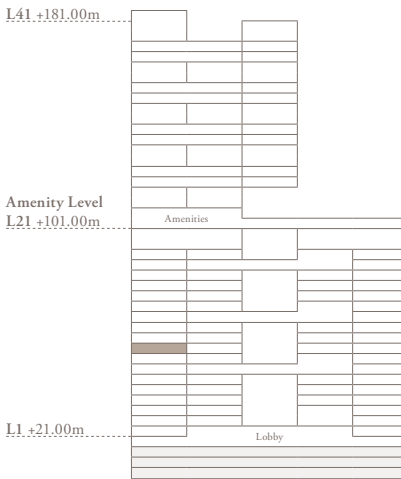 L41 +181.00m
Amenity Level
L21 +101.00m
Amenities
L1 +21.00m
Lobby